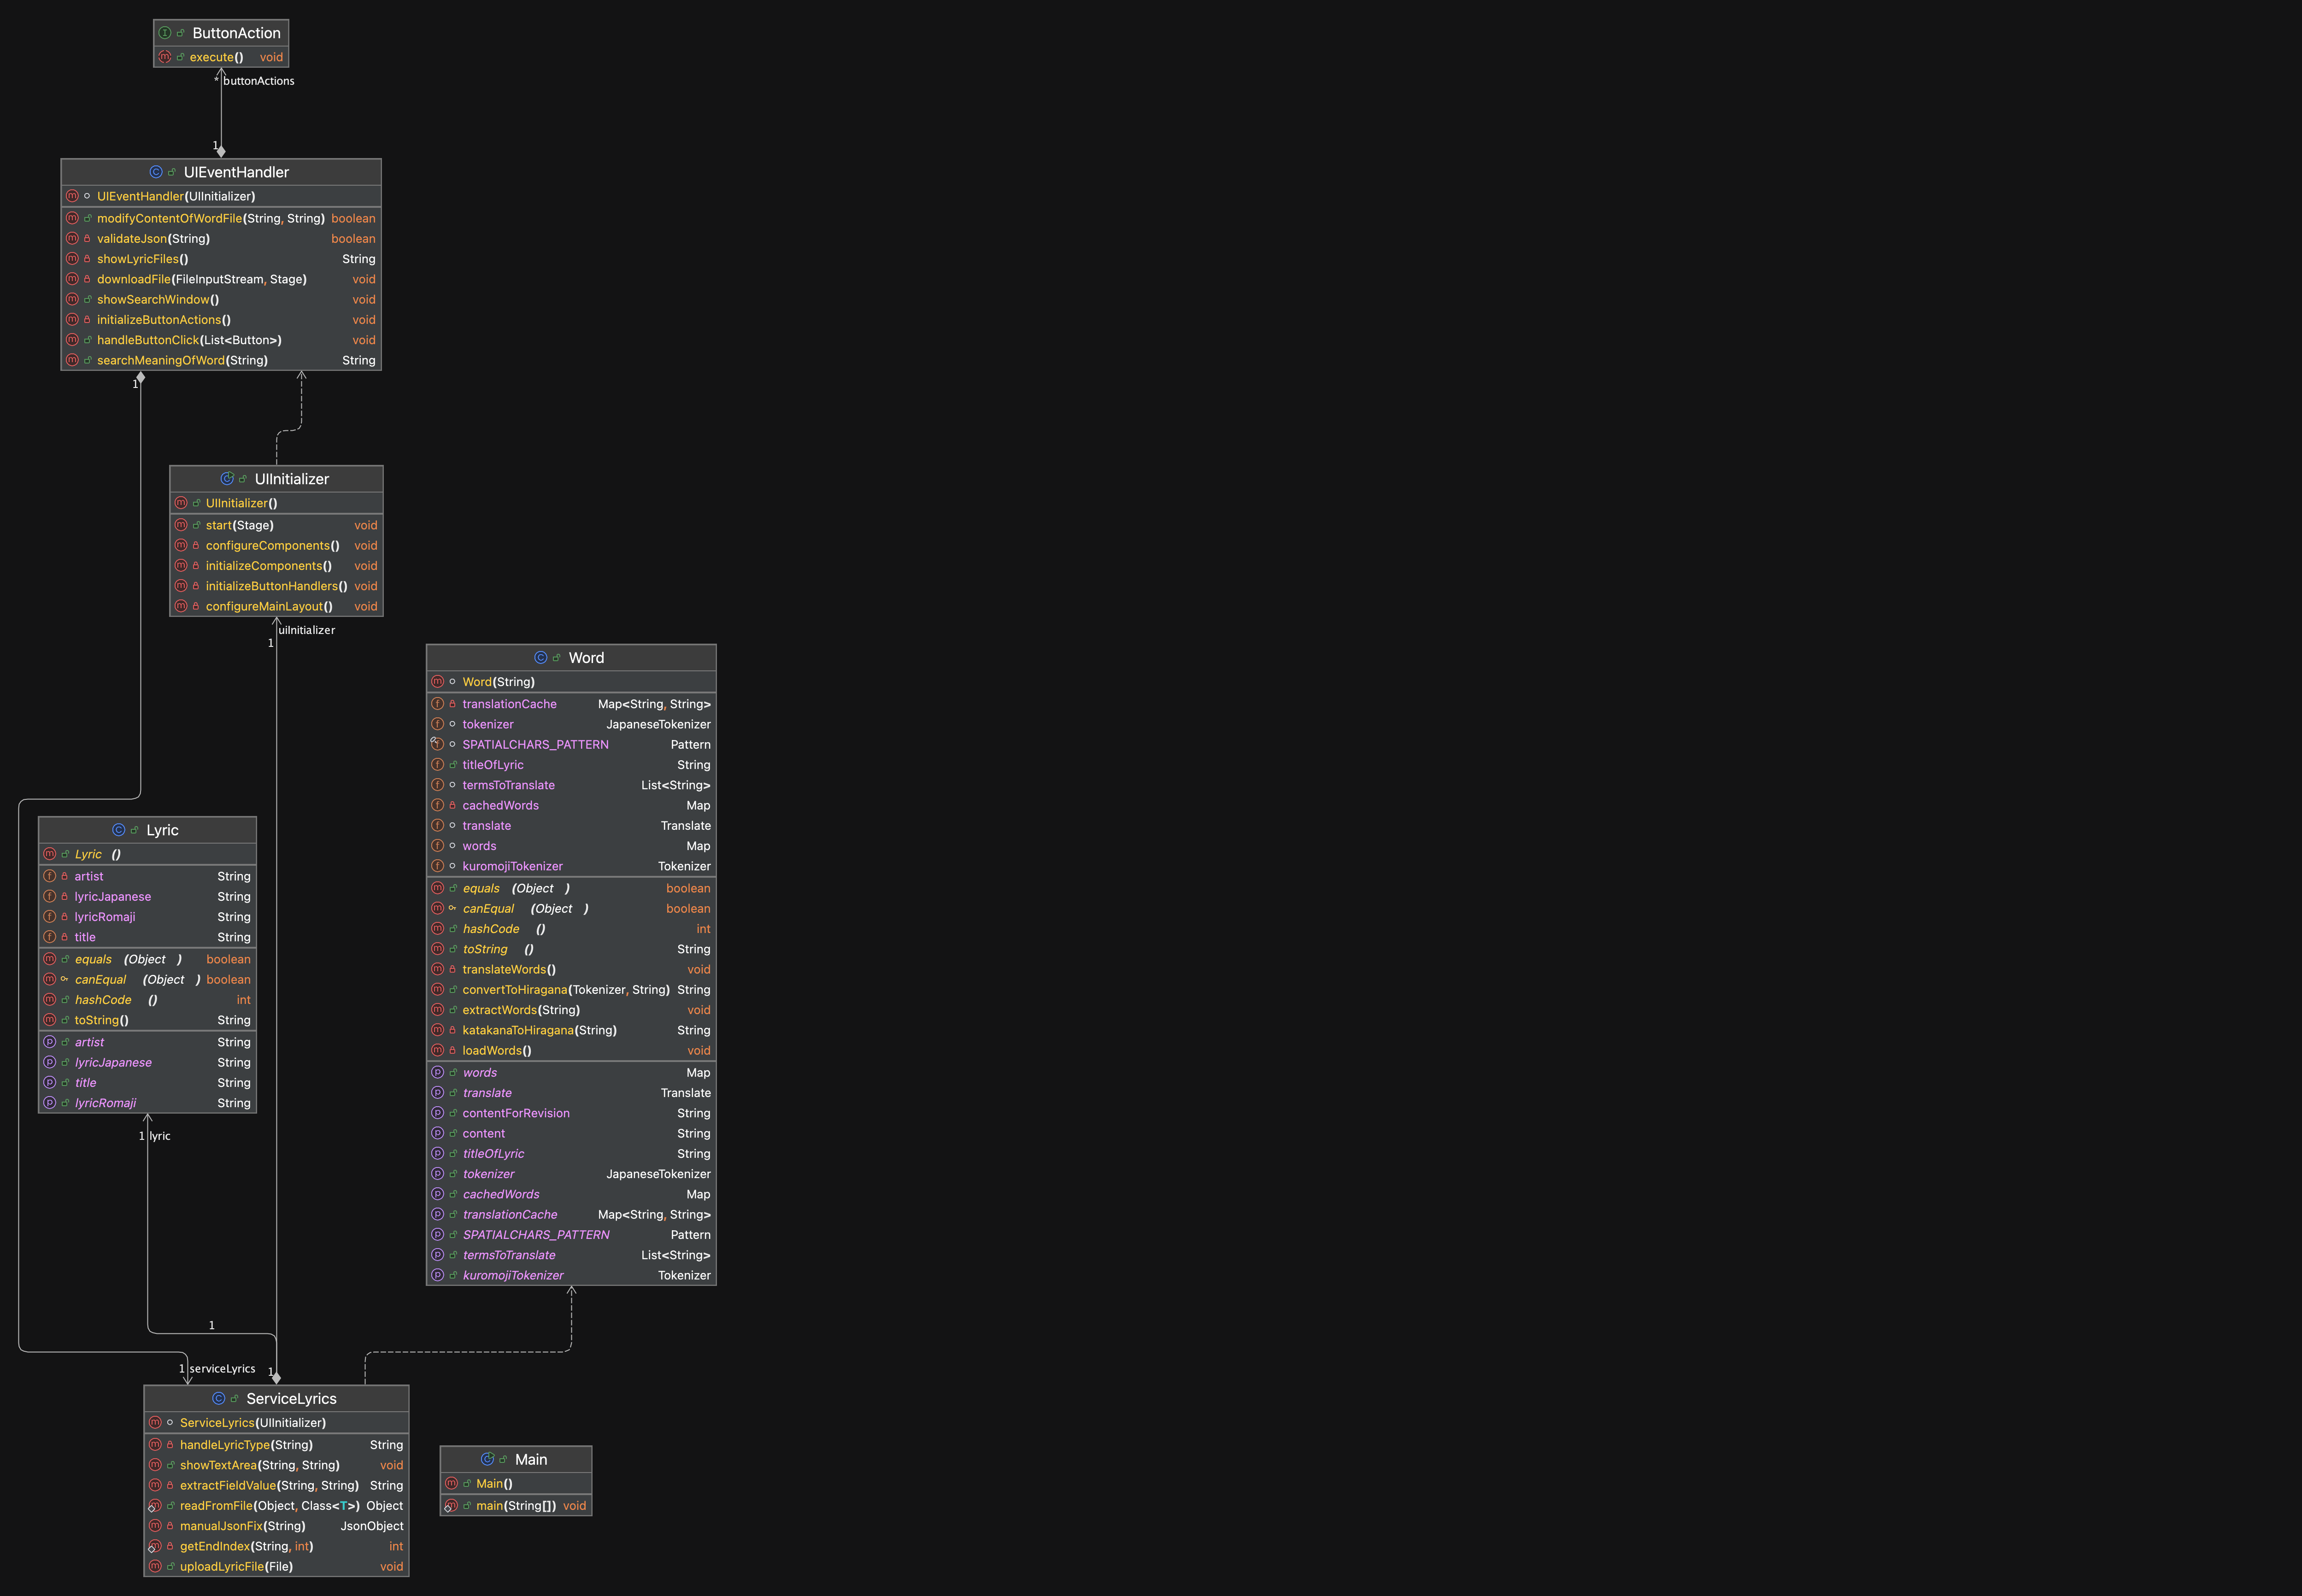 ButtonAction
execute() void
* buttonActions
1
UIEventHandler
UIEventHandler(UIInitializer)
modifyContentOfWordFile(String, String) boolean
validateJson(String) boolean
showLyricFiles() String
downloadFile(FileInputStream, Stage) void
showSearchWindow() void
initializeButtonActions() void
handleButtonClick(List<Button>) void
searchMeaningOfWord(String) String
1
UIInitializer
UIInitializer()
start(Stage) void
configureComponents() void
initializeComponents() void
initializeButtonHandlers() void
configureMainLayout() void
uiInitializer
1
Word
Word(String)
translationCache Map<String, String>
tokenizer JapaneseTokenizer
SPATIALCHARS_PATTERN Pattern
titleOfLyric String
termsToTranslate List<String>
cachedWords Map
translate Translate
words Map
kuromojiTokenizer Tokenizer
equals (Object ) boolean
canEqual (Object ) boolean
hashCode () int
toString () String
translateWords() void
convertToHiragana(Tokenizer, String) String
extractWords(String) void
katakanaToHiragana(String) String
loadWords() void
words Map
translate Translate
contentForRevision String
content String
titleOfLyric String
tokenizer JapaneseTokenizer
cachedWords Map
translationCache Map<String, String>
SPATIALCHARS_PATTERN Pattern
termsToTranslate List<String>
kuromojiTokenizer Tokenizer
Lyric
Lyric ()
artist String
lyricJapanese String
lyricRomaji String
title String
equals (Object ) boolean
canEqual (Object ) boolean
hashCode () int
toString() String
artist String
lyricJapanese String
title String
lyricRomaji String
1 lyric
1
1 serviceLyrics
1
ServiceLyrics
ServiceLyrics(UIInitializer)
handleLyricType(String) String
showTextArea(String, String) void
extractFieldValue(String, String) String
readFromFile(Object, Class<T>) Object
manualJsonFix(String) JsonObject
getEndIndex(String, int) int
uploadLyricFile(File) void
Main
Main()
main(String[]) void